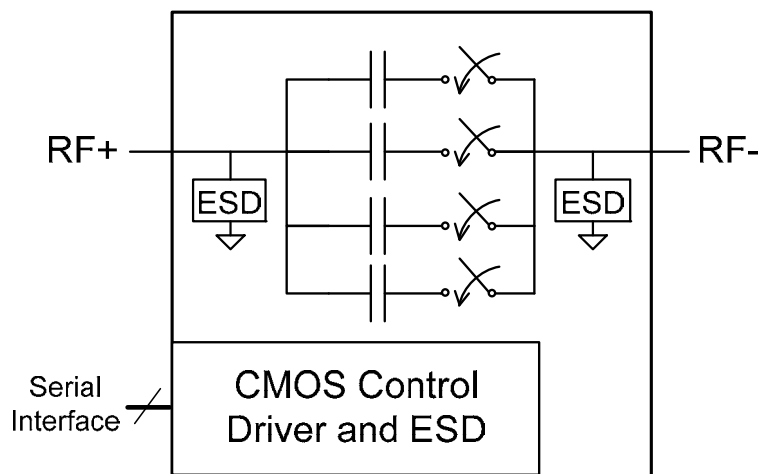 RF+
RF-
ESD
ESD
Serial
Interface
CMOS Control
Driver and ESD